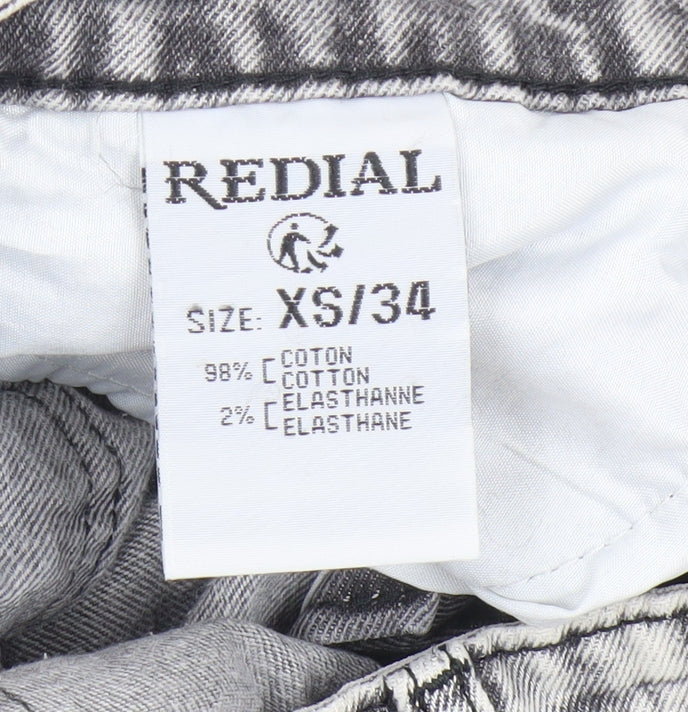 REDIAL
SIZE: XS/34
98% [ COTON
COTTON
2% [ ELASTHANNE
ELASTHANE